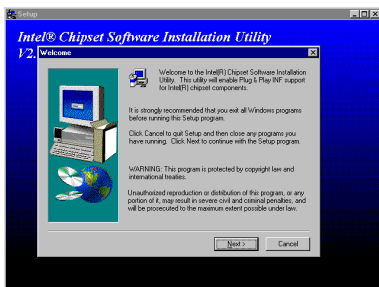 Setup
Intel® Chipset Software Installation Utility
V2.
Welcome
Welcome to the Intel(R) Chipset Software Installation
Utility. This utility will enable Plug & Play INF support
for Intel(R) chipset components.
It is strongly recommended that you exit all Windows programs
before running this Setup program.
Click Cancel to quit Setup and then close any programs you
have running. Click Next to continue with the Setup program.
WARNING: This program is protected by copyright law and
international treaties.
Unauthorized reproduction or distribution of this program, or any
portion of it, may result in severe civil and criminal penalties, and
will be prosecuted to the maximum extent possible under law.
Next >
Cancel